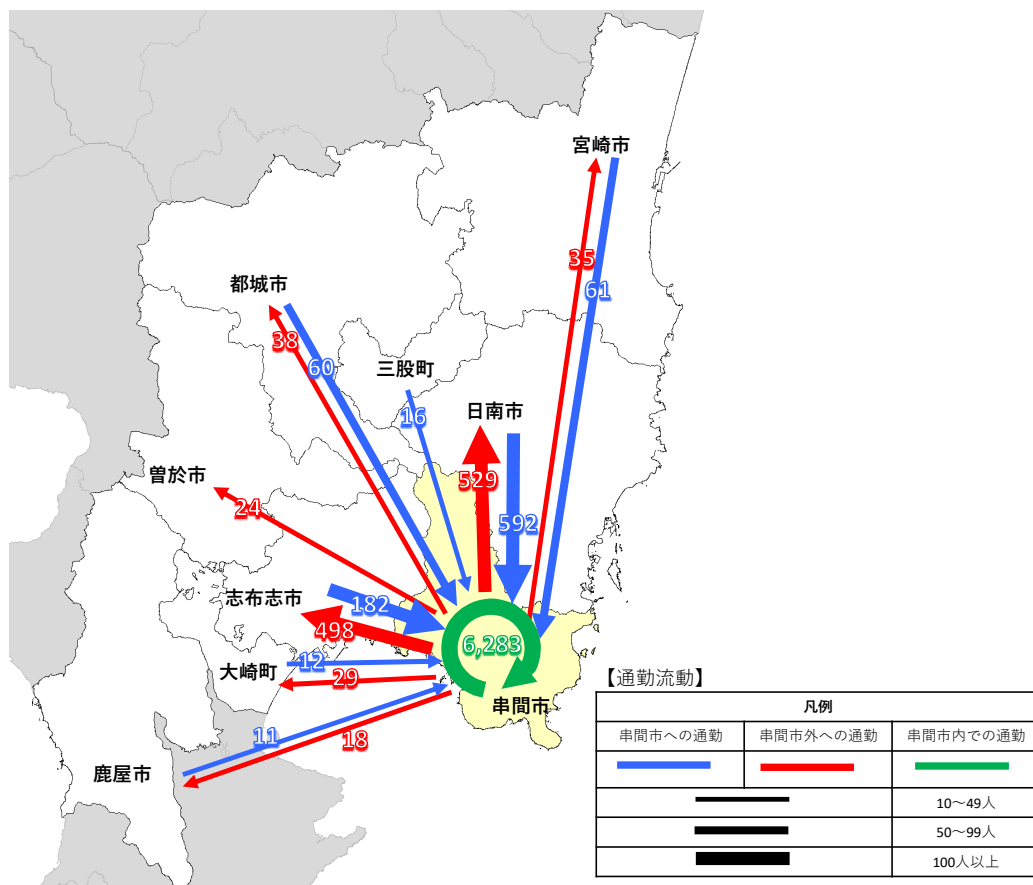 宮崎市
35
61
都城市
38
60
三股町
16
日南市
529
592
曽於市
24
志布志市
182
498
6,283
大崎町
12
29
串間市
11
18
鹿屋市
【通勤流動】
凡例
串間市への通勤 串間市外への通勤 串間市内での通勤
10～49人
50～99人
100人以上